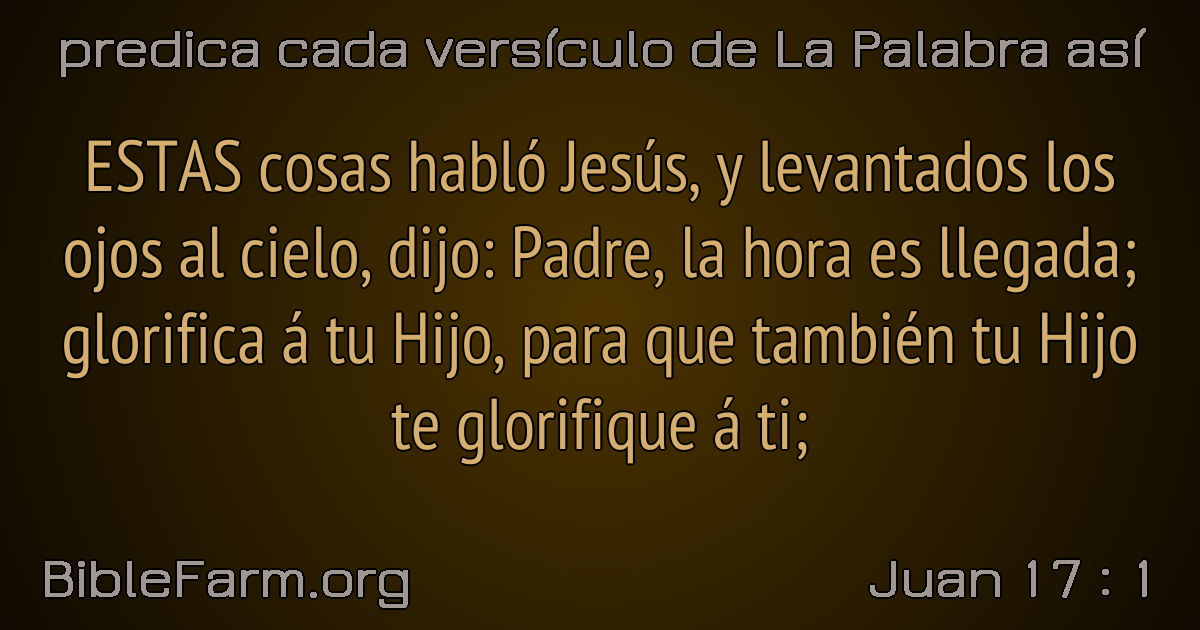 predica cada versículo de La Palabra así
ESTAS cosas habló Jesús, y levantados los
ojos al cielo, dijo: Padre, la hora es llegada;
glorifica á tu Hijo, para que también tu Hijo
te glorifique á ti;
BibleFarm.org
Juan 17 : 1